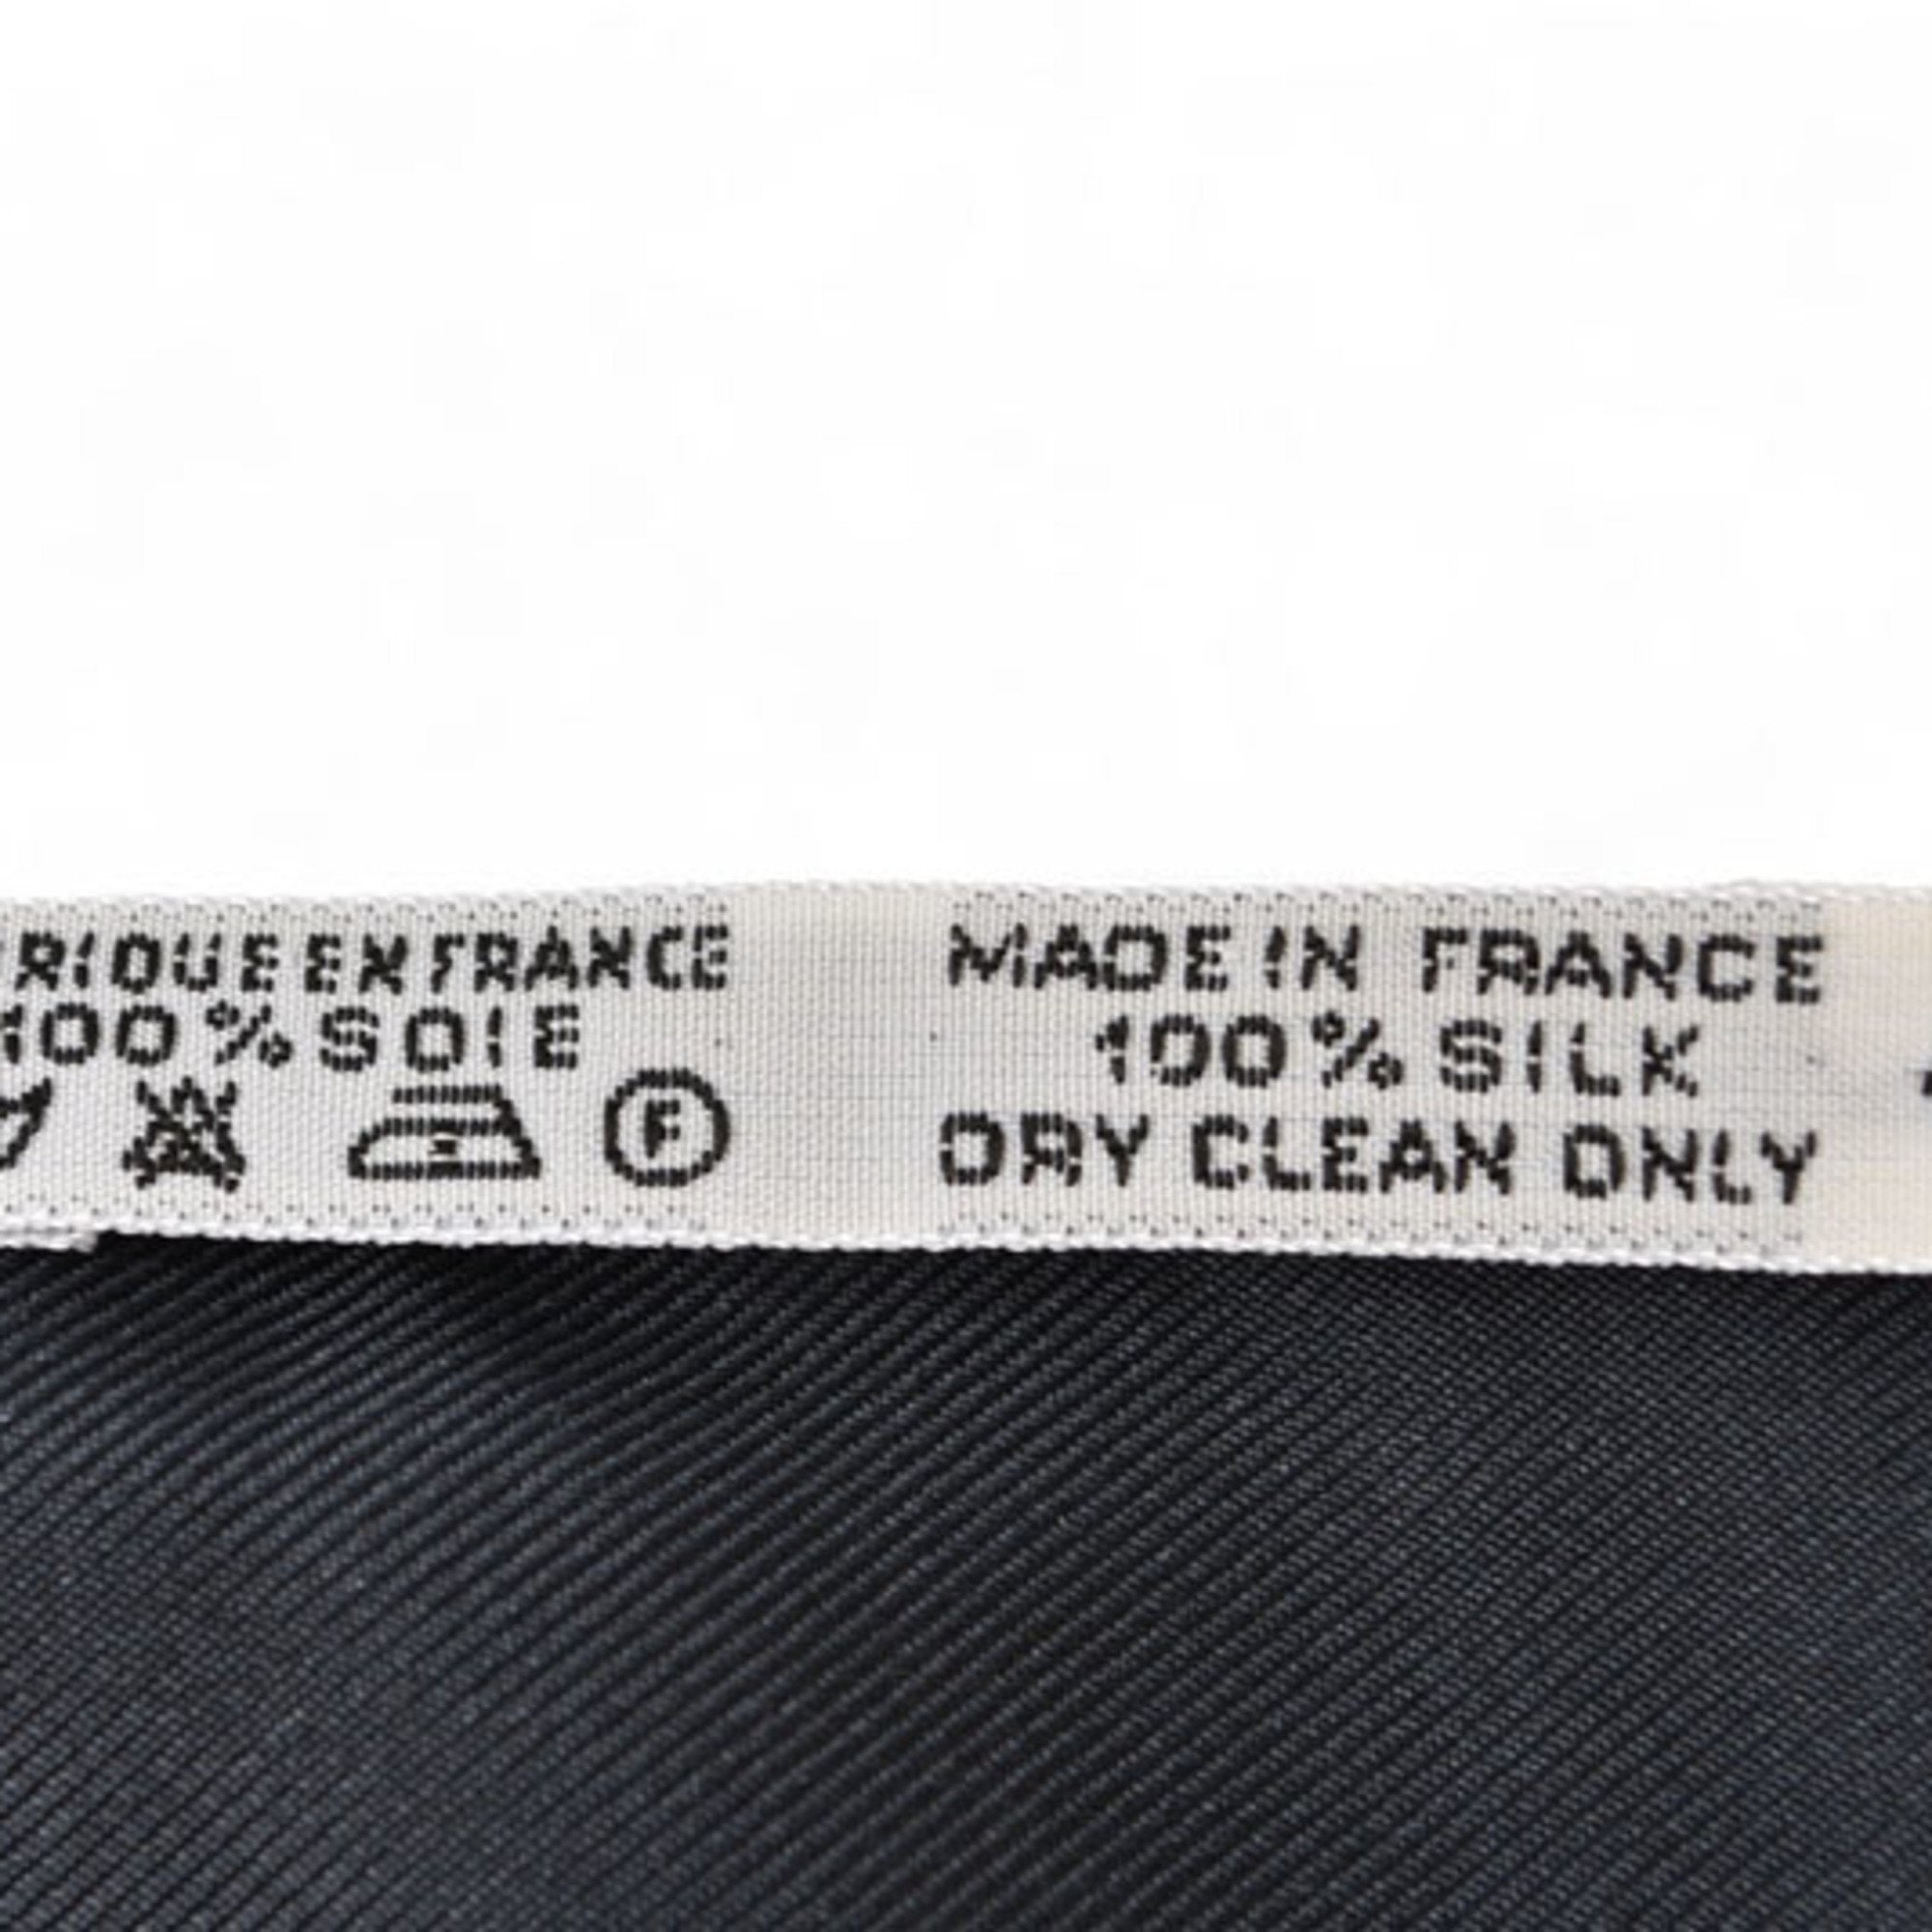 RIQUE EN FRANCE
100% SOIE
F
MADE IN FRANCE
100% SILK
DRY CLEAN ONLY